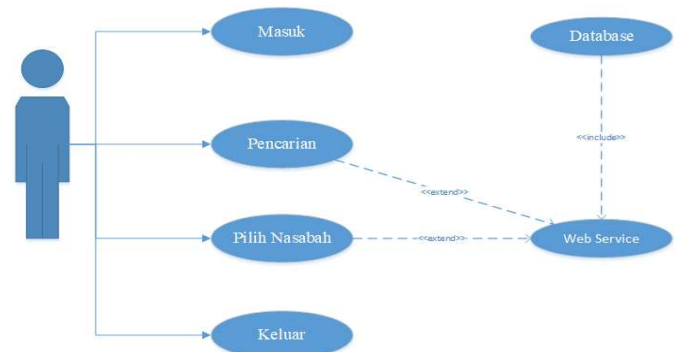 Masuk
Database
Pencarian
<<include>>
<<extend>>
Pilih Nasabah
<<extend>>
Web Service
Keluar